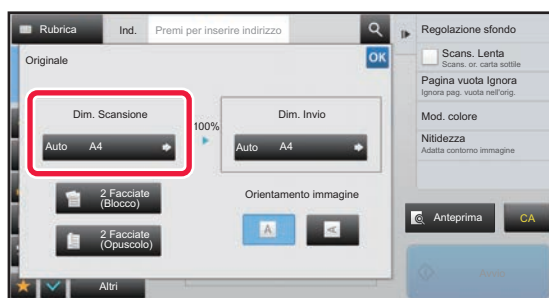 Rubrica
Ind.
Premi per inserire indirizzo
Originale
OK
Dim. Scansione
Auto A4
100%
Dim. Invio
Auto A4
2 Facciate
(Blocco)
2 Facciate
(Opuscolo)
Orientamento immagine
A
A
Altri
Regolazione sfondo
Scans. Lenta
Scans. or. carta sottile
Pagina vuota Ignora
Ignora pag. vuota nell'orig.
Mod. colore
Nitidezza
Adatta contorno immagine
Anteprima
CA
Avvio